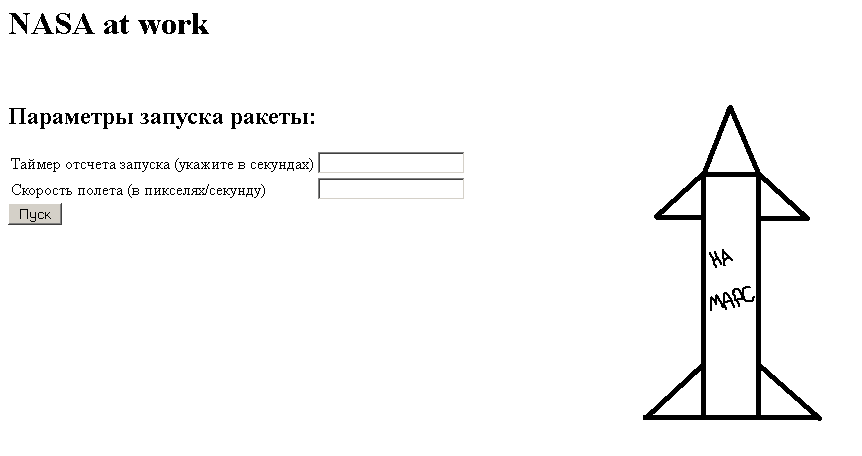 NASA at work
Параметры запуска ракеты:
Таймер отсчета запуска (укажите в секундах)
Скорость полета (в пикселях/секунду)
Пуск
НА
МАРС